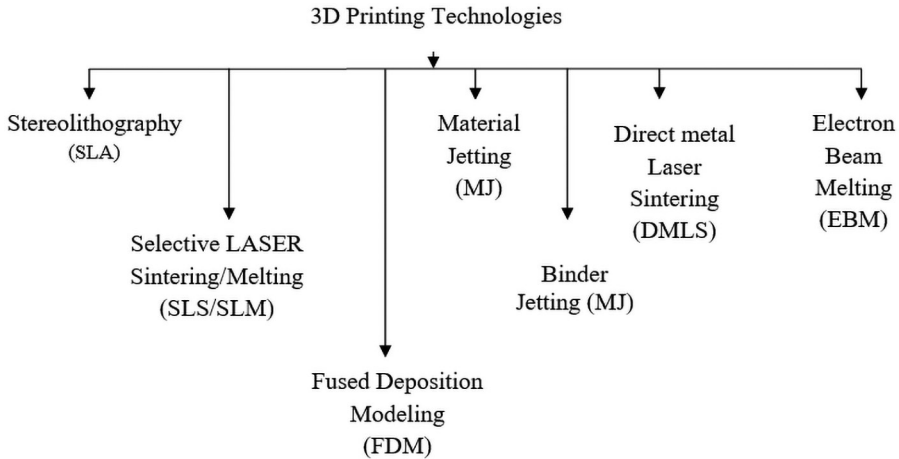 3D Printing Technologies
Stereolithography
(SLA)
Selective LASER
Sintering/Melting
(SLS/SLM)
Fused Deposition
Modeling
(FDM)
Material
Jetting
(MJ)
Binder
Jetting (MJ)
Direct metal
Laser
Sintering
(DMLS)
Electron
Beam
Melting
(EBM)